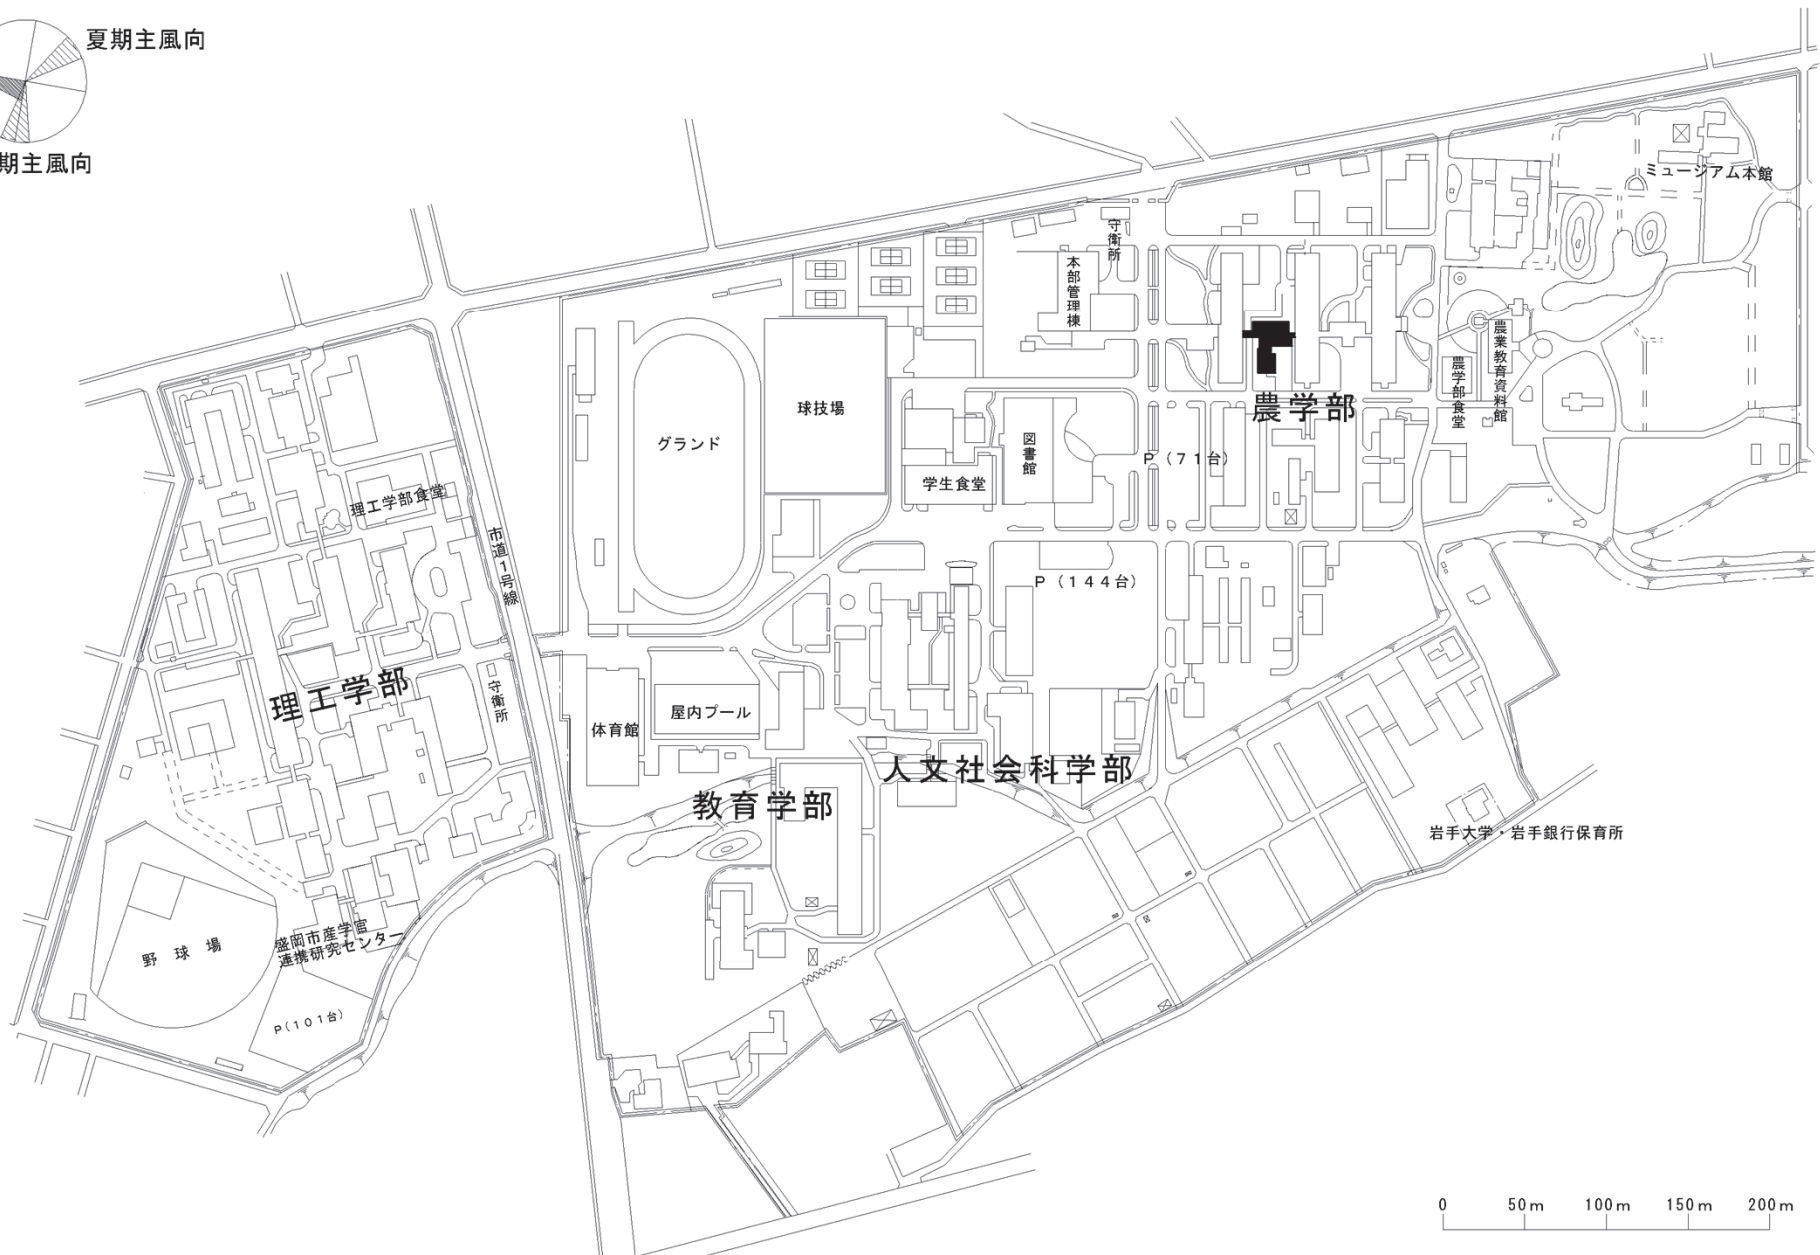 夏期主風向
期主風向
ミュージアム本館
守衛所
本部管理棟
農業教育資料館
農学部食堂
農学部
球技場
グランド
図書館
学生食堂
P（７１台）
理工学部食堂
市道１号線
P（１４４台）
理工学部
守衛所
体育館
屋内プール
人文社会科学部
教育学部
岩手大学・岩手銀行保育所
野球場
盛岡市産学官
連携研究センター
P（１０１台）
0 50m 100m 150m 200m